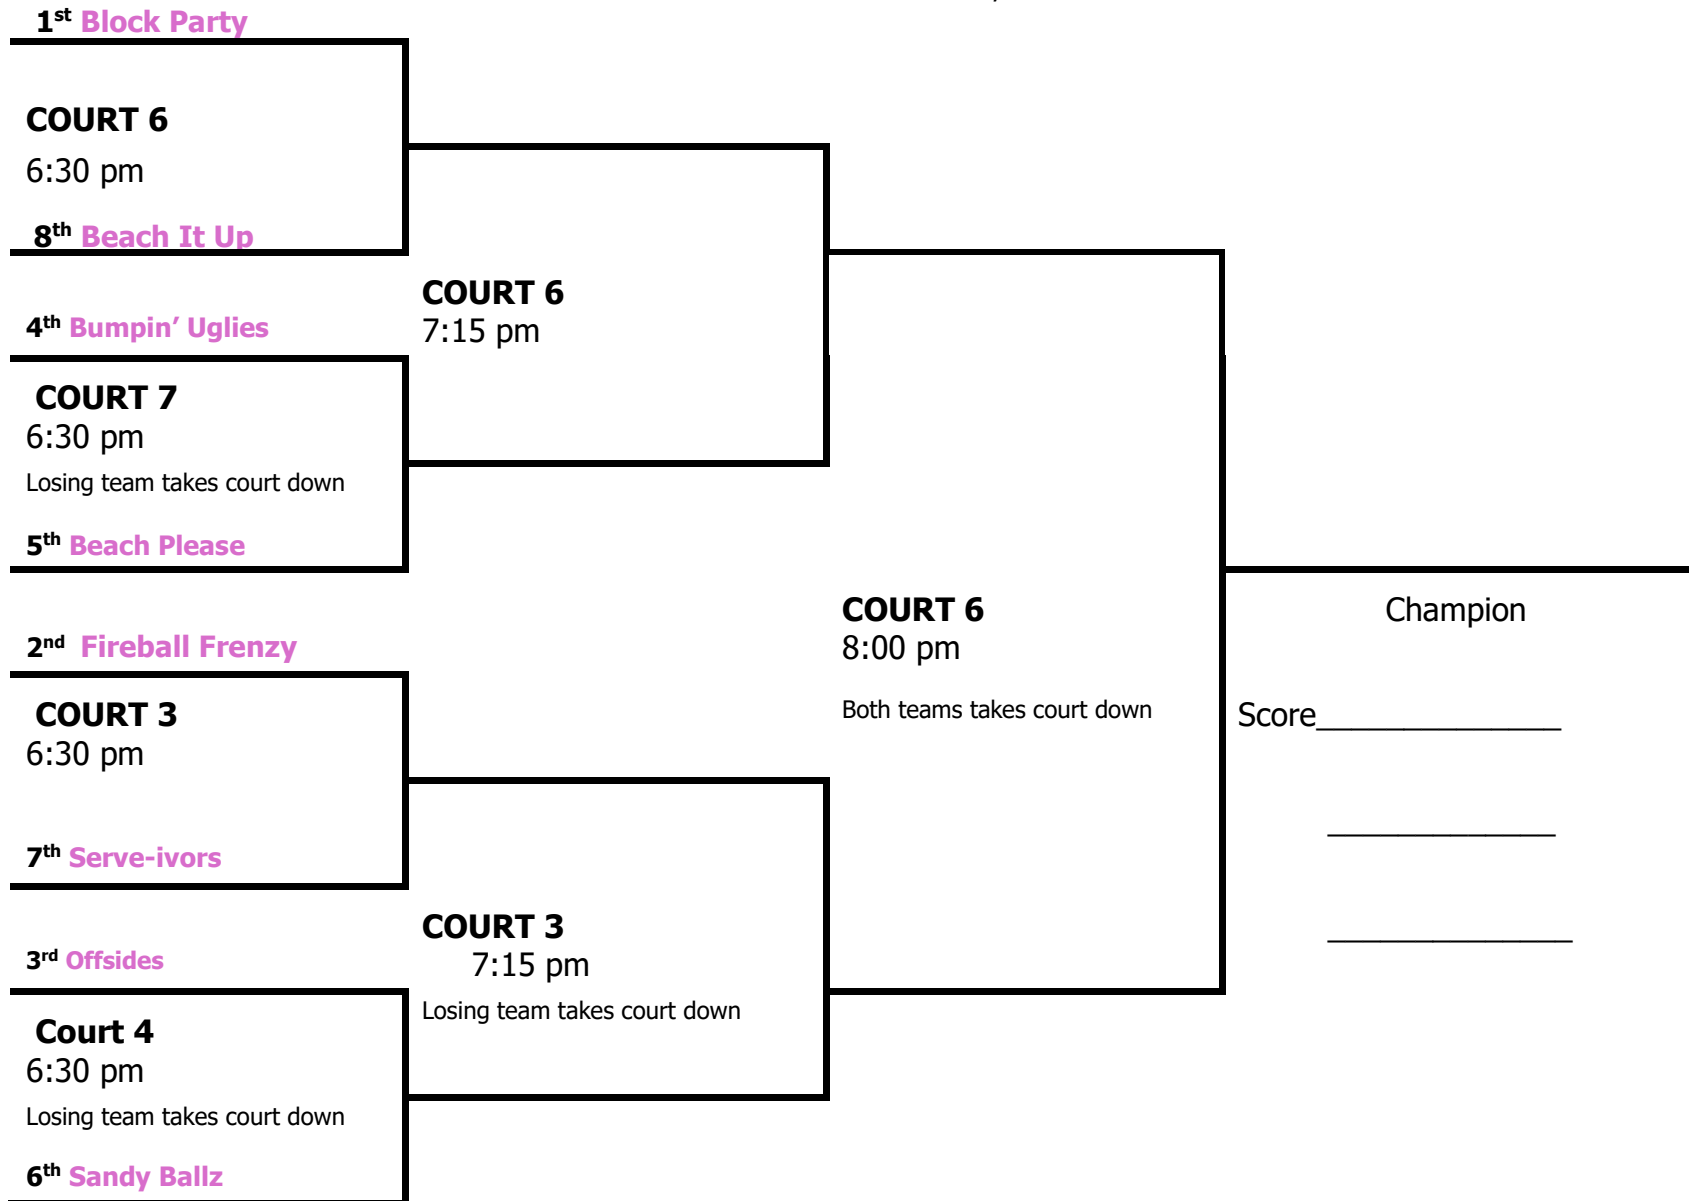 1st Block Party
COURT 6
6:30 pm
8th Beach It Up
4th Bumpin’ Uglies
COURT 7
6:30 pm
Losing team takes court down
5th Beach Please
COURT 6
7:15 pm
2nd Fireball Frenzy
COURT 3
6:30 pm
7th Serve-ivors
3rd Offsides
Court 4
6:30 pm
Losing team takes court down
6th Sandy Ballz
COURT 3
7:15 pm
Losing team takes court down
COURT 6
8:00 pm
Both teams takes court down
Champion
Score______________
_____________
______________